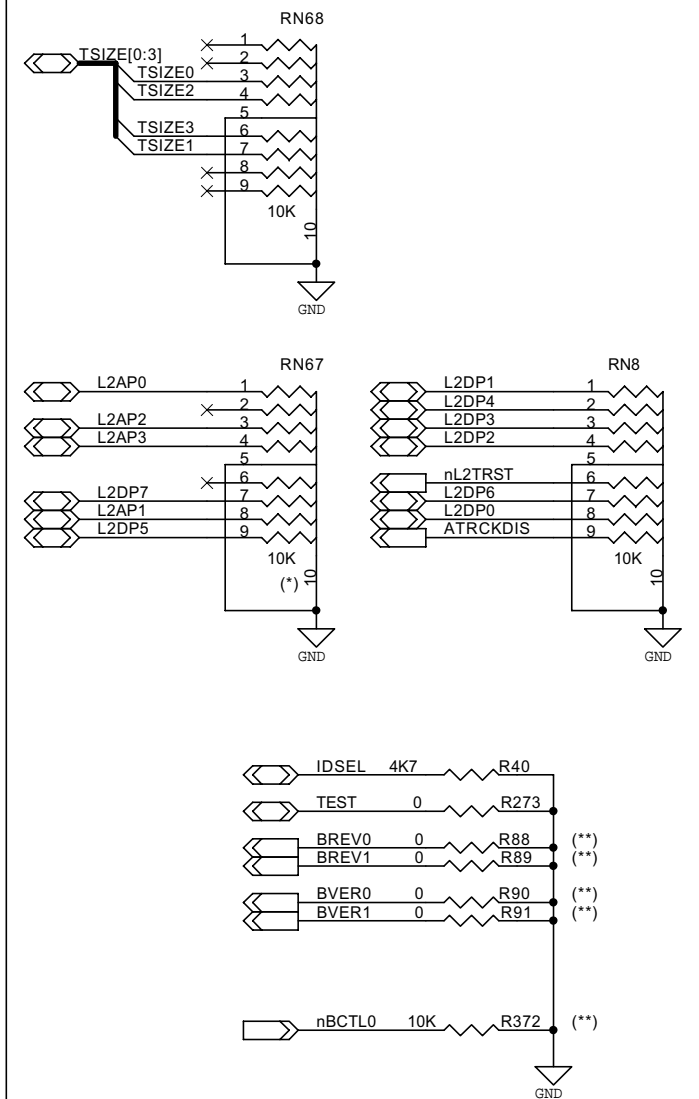 RN68
1
TSIZE[0:3]
2
TSIZE0 3
TSIZE2 4
5
TSIZE3 6
TSIZE1 7
8
9
10K
10
GND
RN67
L2AP0 1
2
L2AP2 3
L2AP3 4
5
6
L2DP7 7
L2AP1 8
L2DP5 9
10K
(*) 10
GND
RN8
L2DP1 1
L2DP4 2
L2DP3 3
L2DP2 4
5
nL2TRST 6
L2DP6 7
L2DP0 8
ATRCKDIS 9
10K
10
GND
IDSEL 4K7 R40
TEST 0 R273
BREV0 0 R88 (**)
BREV1 0 R89 (**)
BVER0 0 R90 (**)
BVER1 0 R91 (**)
nBCTL0 10K R372 (**)
GND